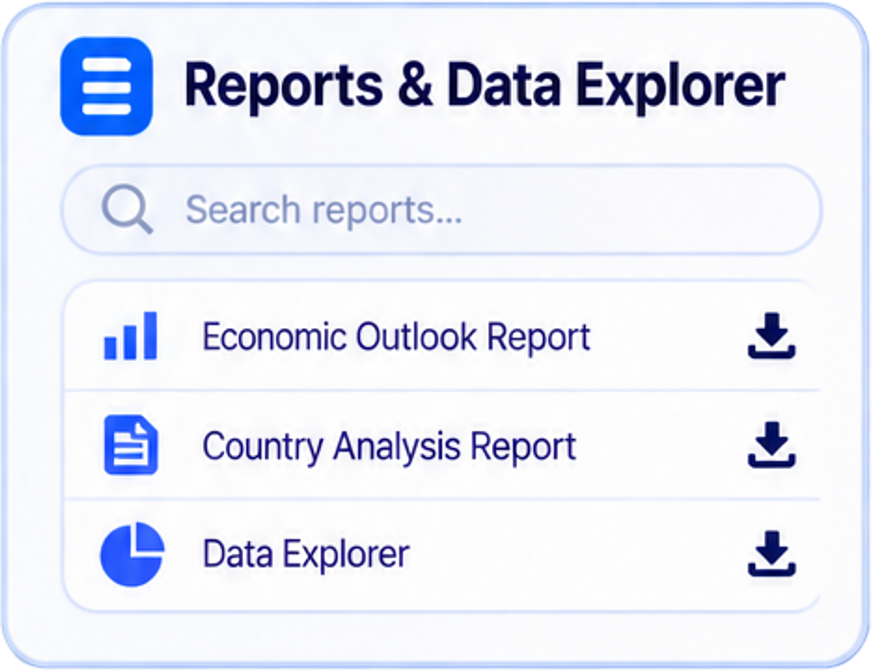 Reports & Data Explorer
Search reports...
Economic Outlook Report
Country Analysis Report
Data Explorer